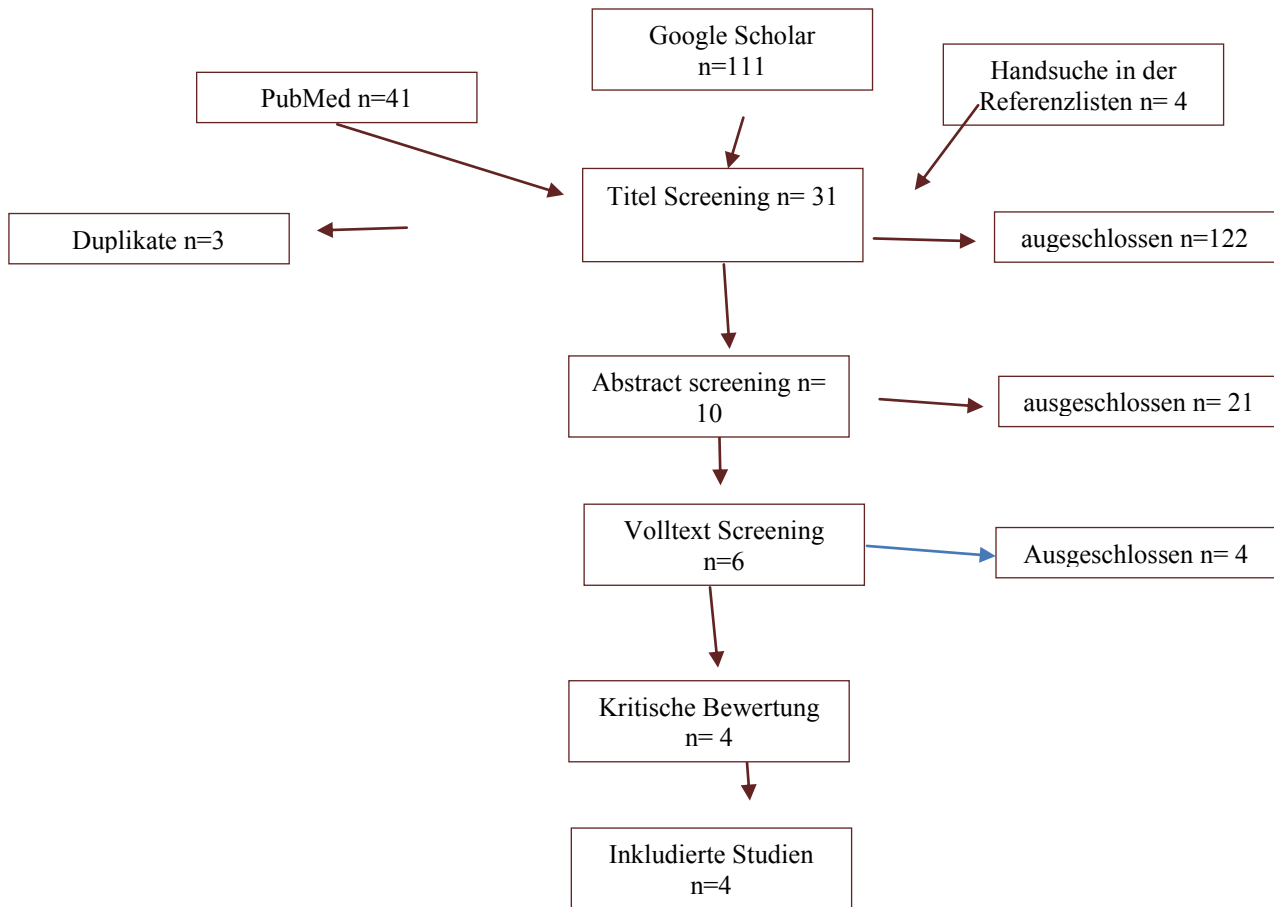 Google Scholar
n=111
PubMed n=41
Handsuche in der
Referenzlisten n= 4
Titel Screening n= 31
Duplikate n=3
augeschlossen n=122
Abstract screening n=
10
ausgeschlossen n= 21
Volltext Screening
n=6
Ausgeschlossen n= 4
Kritische Bewertung
n= 4
Inkludierte Studien
n=4